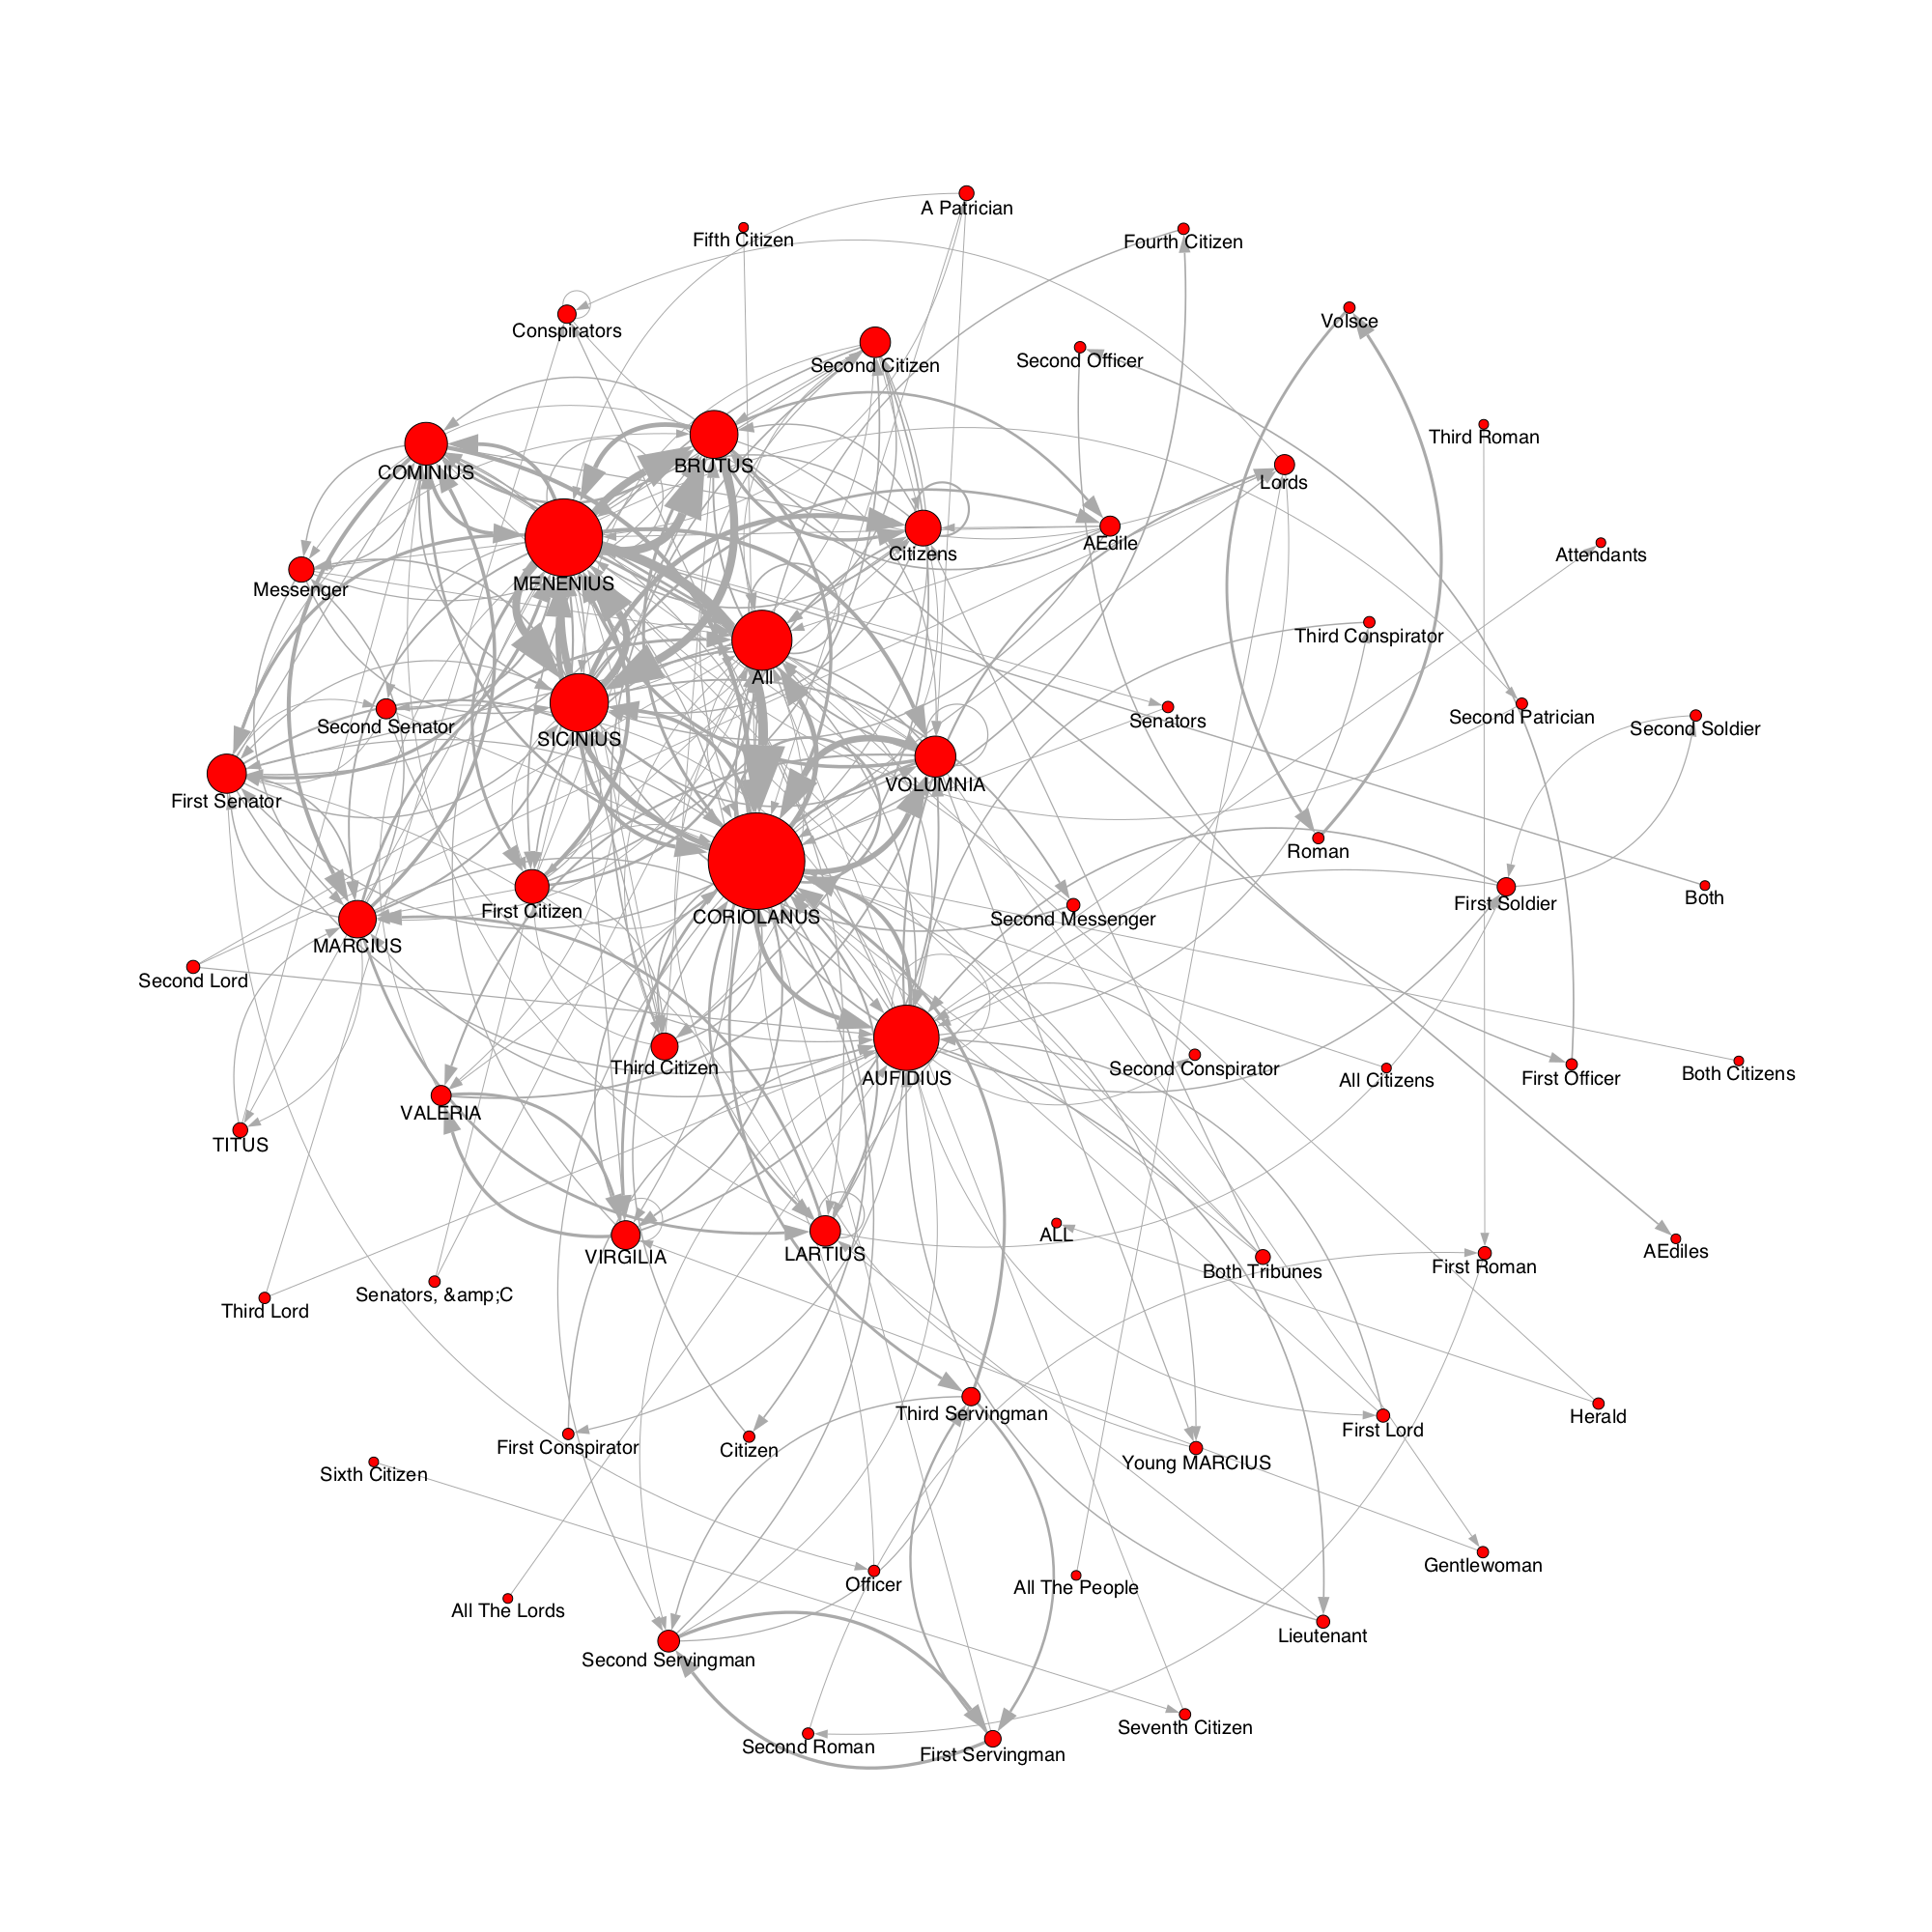 A Patrician
Fifth Citizen
Fourth Citizen
Conspirators
Volsce
Second Citizen
Second Officer
Third Roman
BRUTUS
COMINIUS
Lords
Citizens
AEdile
Attendants
MENENIUS
Messenger
Third Conspirator
All
Senators
Second Patrician
Second Senator
Second Soldier
SICINIUS
VOLUMNIA
First Senator
Roman
Both
First Soldier
First Citizen
CORIOLANUS
Second Messenger
MARCIUS
Second Lord
Third Citizen
AUFIDIUS
Second Conspirator
All Citizens
First Officer
Both Citizens
VALERIA
TITUS
ALL
AEdiles
VIRGILIA
LARTIUS
Both Tribunes
First Roman
Senators, &amp;C
Third Lord
Third Servingman
First Lord
Herald
First Conspirator
Citizen
Young MARCIUS
Sixth Citizen
Gentlewoman
Officer
All The People
All The Lords
Lieutenant
Second Servingman
Seventh Citizen
Second Roman
First Servingman